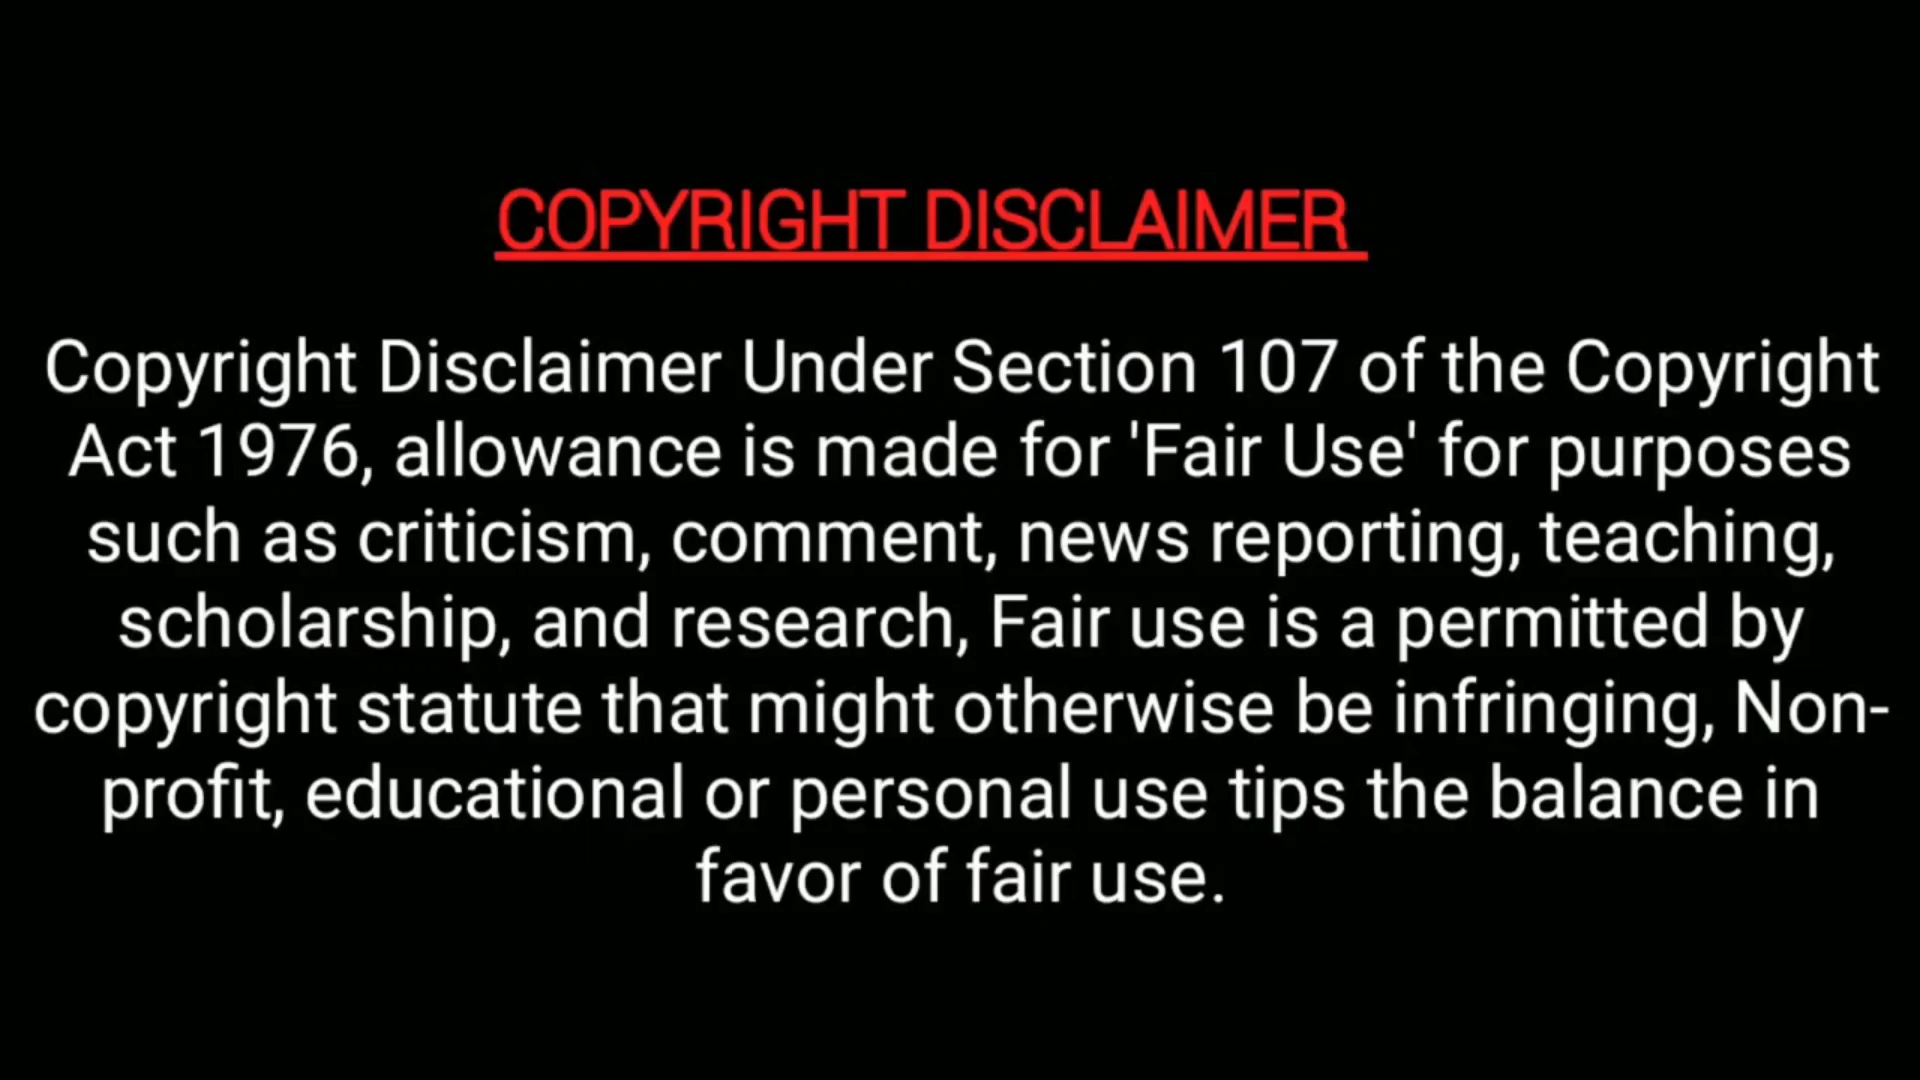 COPYRIGHT DISCLAIMER
Copyright Disclaimer Under Section 107 of the Copyright
Act 1976, allowance is made for 'Fair Use' for purposes
such as criticism, comment, news reporting, teaching,
scholarship, and research, Fair use is a permitted by
copyright statute that might otherwise be infringing, Non-
profit, educational or personal use tips the balance in
favor of fair use.